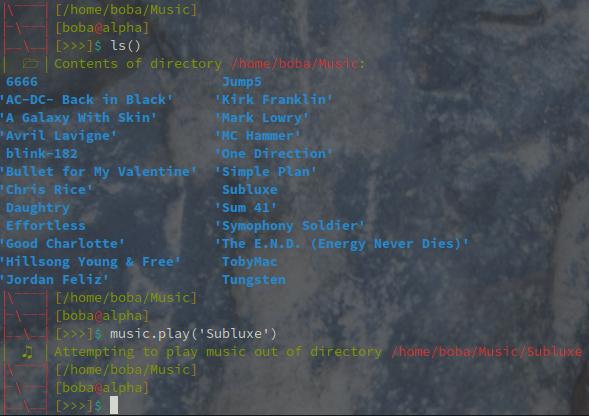 [/home/boba/Music]
[boba@alpha]
[>>>]$ ls()
Contents of directory /home/boba/Music:
6666 Jump5
'AC-DC- Back in Black' 'Kirk Franklin'
'A Galaxy With Skin' 'Mark Lowry'
'Avril Lavigne' 'MC Hammer'
blink-182 'One Direction'
'Bullet for My Valentine' 'Simple Plan'
'Chris Rice' Subluxe
Daughtry 'Sum 41'
Effortless 'Symophony Soldier'
'Good Charlotte' 'The E.N.D. (Energy Never Dies)'
'Hillsong Young & Free' TobyMac
'Jordan Feliz' Tungsten
[/home/boba/Music]
[boba@alpha]
[>>>]$ music.play('Subluxe')
♫ Attempting to play music out of directory /home/boba/Music/Subluxe
[/home/boba/Music]
[boba@alpha]
[>>>]$